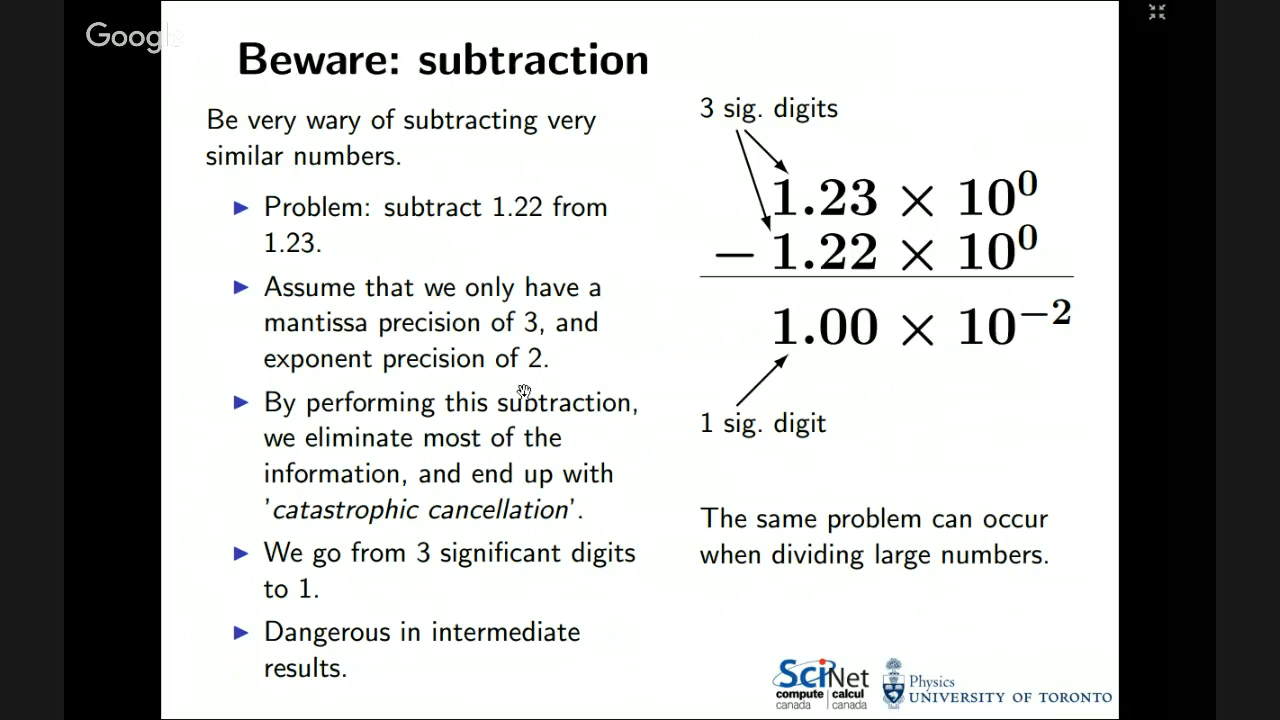 Google
Beware: subtraction
Be very wary of subtracting very
similar numbers.
Problem: subtract 1.22 from
1.23.
Assume that we only have a
mantissa precision of 3, and
exponent precision of 2.
By performing this subtraction,
we eliminate most of the
information, and end up with
'catastrophic cancellation'.
We go from 3 significant digits
to 1.
Dangerous in intermediate
results.
3 sig. digits
1.23 × 10⁰
− 1.22 × 10⁰
1.00 × 10⁻²
1 sig. digit
The same problem can occur
when dividing large numbers.
SciNet
compute | calcul
canada | canada
Physics
UNIVERSITY OF TORONTO